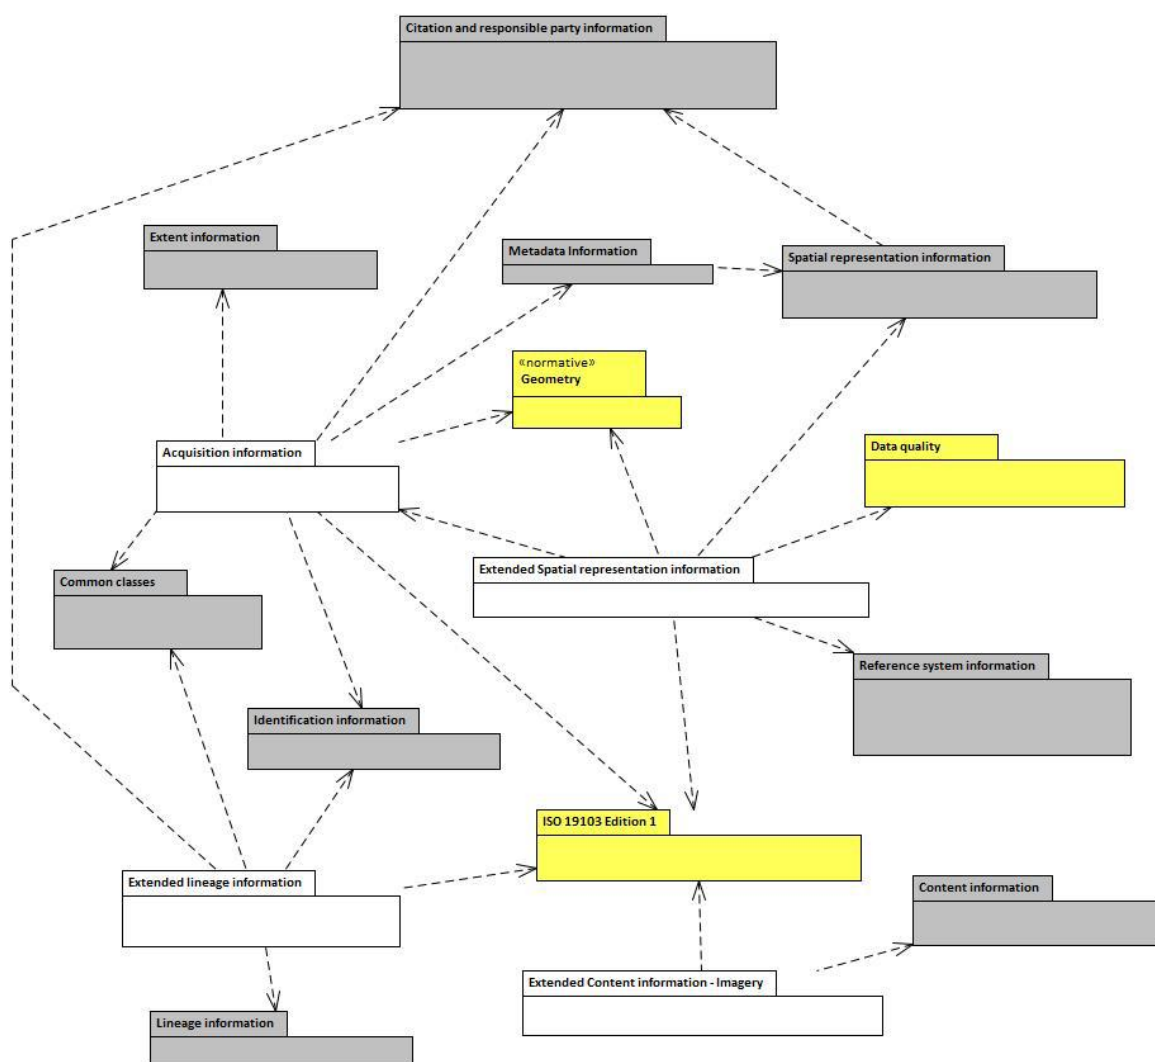 Citation and responsible party information
Extent information
Metadada Information
Spatial representation information
«normative»
Geometry
Acquisition information
Data quality
Common classes
Extended Spatial representation information
Reference system information
Identification information
ISO 19103 Edition 1
Extended lineage information
Content information
Extended Content information - Imagery
Lineage information